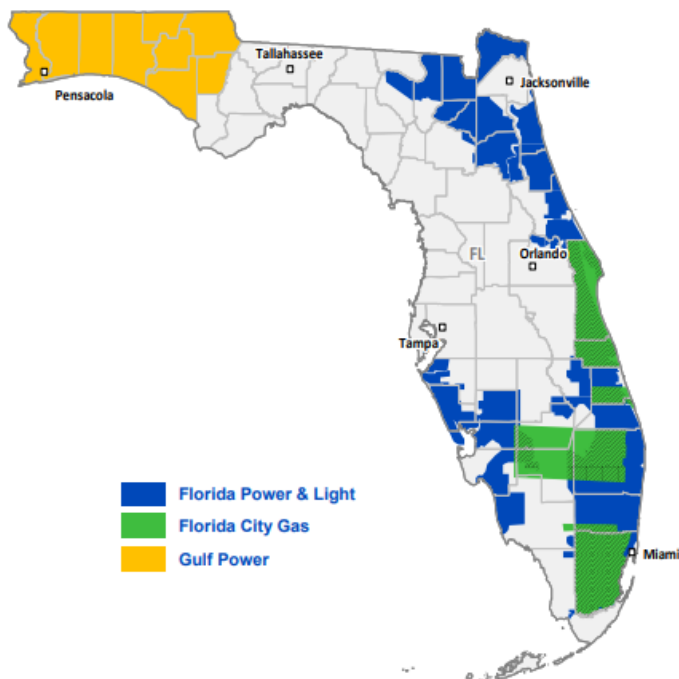 Tallahassee
Pensacola
Jacksonville
FL
Orlando
Tampa
Florida Power & Light
Florida City Gas
Gulf Power
Miami